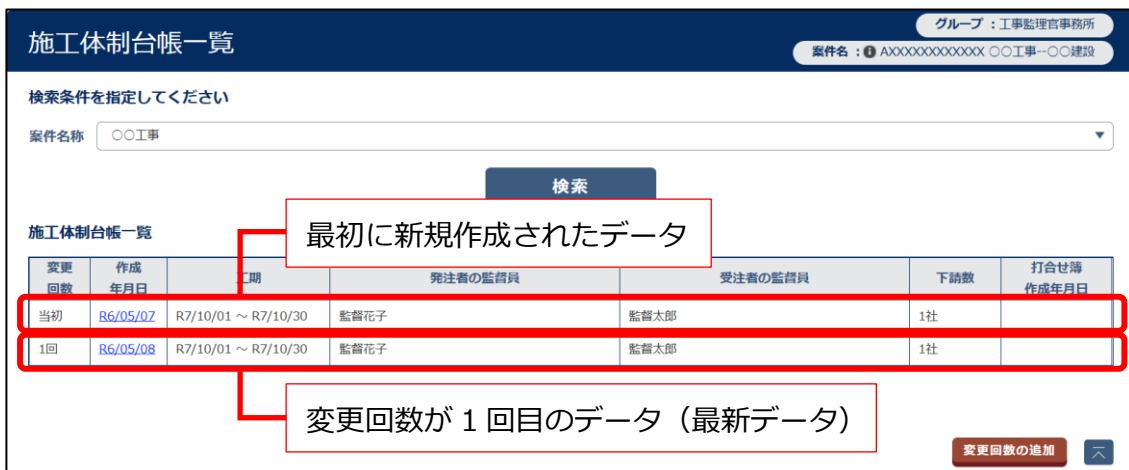 施工体制台帳一覧
グループ ：工事監理官事務所
案件名 ：i AXXXXXXXXXXXX 〇〇工事--〇〇建設
検索条件を指定してください
案件名称 〇〇工事
検索
最初に新規作成されたデータ
施工体制台帳一覧
変更回数 作成年月日 工期 発注者の監督員 受注者の監督員 下請数 打合せ簿作成年月日
当初 R6/05/07 R7/10/01 ～ R7/10/30 監督花子 監督太郎 1社
1回 R6/05/08 R7/10/01 ～ R7/10/30 監督花子 監督太郎 1社
変更回数が 1 回目のデータ（最新データ）
変更回数の追加